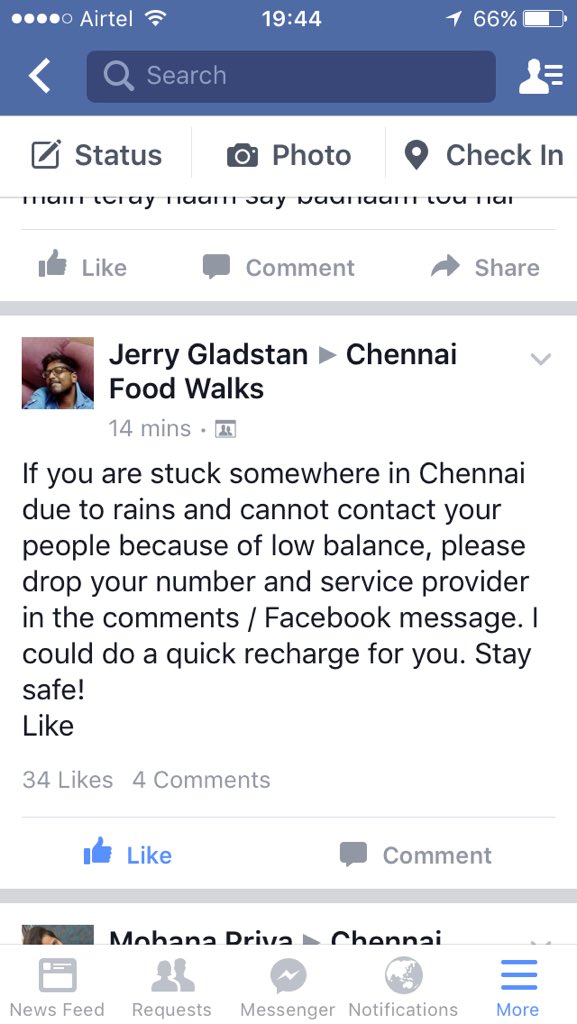 Airtel 19:44 66%
Search
Status Photo Check In
main teray naam say badnaam tou hai
Like Comment Share
Jerry Gladstan ▶ Chennai
Food Walks
14 mins ·
If you are stuck somewhere in Chennai
due to rains and cannot contact your
people because of low balance, please
drop your number and service provider
in the comments / Facebook message. I
could do a quick recharge for you. Stay
safe!
Like
34 Likes 4 Comments
Like Comment
Mohana Priya ▶ Chennai
News Feed Requests Messenger Notifications More